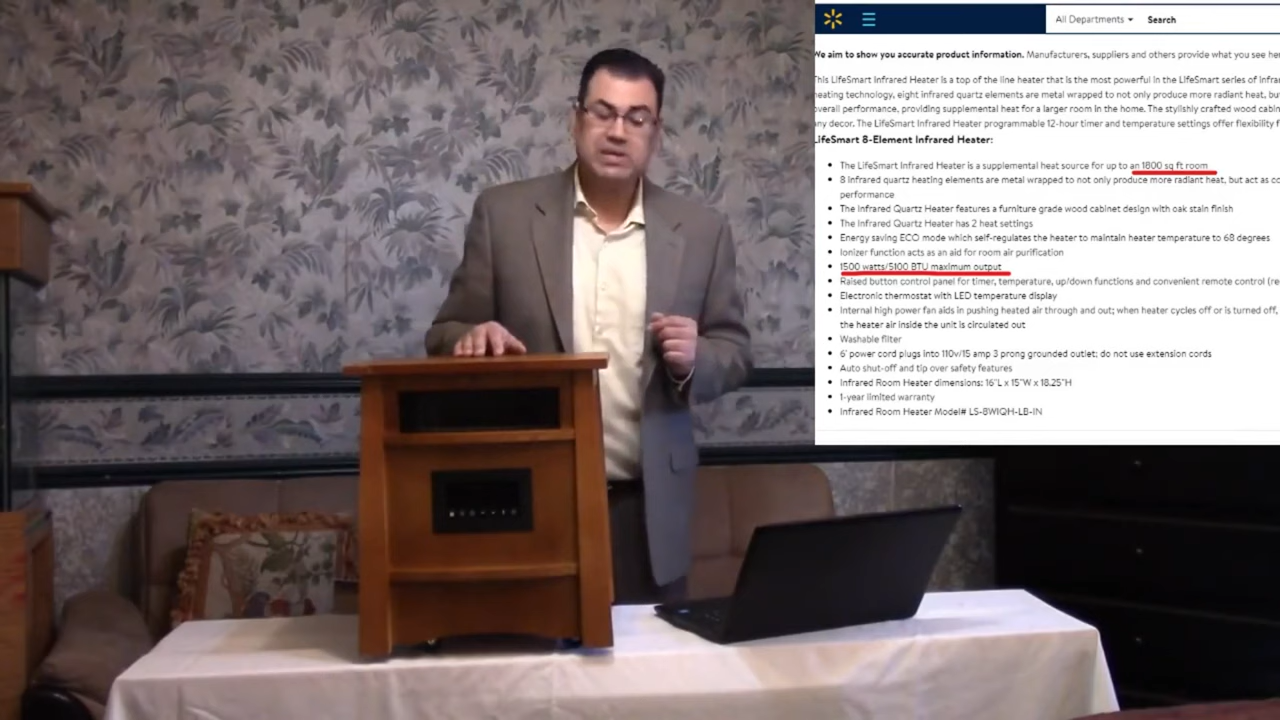 All Departments
Search
We aim to show you accurate product information. Manufacturers, suppliers and others provide what you see
This LifeSmart Infrared Heater is a top of the line heater that is the most powerful in the LifeSmart series of
heating technology, eight infrared quartz elements are metal wrapped to not only produce more radiant heat,
overall performance, providing supplemental heat for a larger room in the home. The stylishly crafted wood
any decor. The LifeSmart Infrared Heater programmable 12-hour timer and temperature settings offer flexibility
LifeSmart 8-Element Infrared Heater:
The LifeSmart Infrared Heater is a supplemental heat source for up to an 1800 sq ft room
8 Infrared quartz heating elements are metal wrapped to not only produce more radiant heat, but act as
performance
The Infrared Quartz Heater features a furniture grade wood cabinet design with oak stain finish
The Infrared Quartz Heater has 2 heat settings
Energy saving ECO mode which self-regulates the heater to maintain heater temperature to 68 degrees
Ionizer function acts as an aid for room air purification
1500 watts/5100 BTU maximum output
Raised button control panel for timer, temperature, up/down functions and convenient remote control
Electronic thermostat with LED temperature display
Internal high power fan aids in pushing heated air through and out; when heater cycles off or is turned off,
the heater air inside the unit is circulated out
Washable filter
6' power cord plugs into 110v/15 amp 3 prong grounded outlet; do not use extension cords
Auto shut-off and tip over safety features
Infrared Room Heater dimensions: 16"L x 15"W x 18.25"H
1-year limited warranty
Infrared Room Heater Model# LS-8WIQH-LB-IN